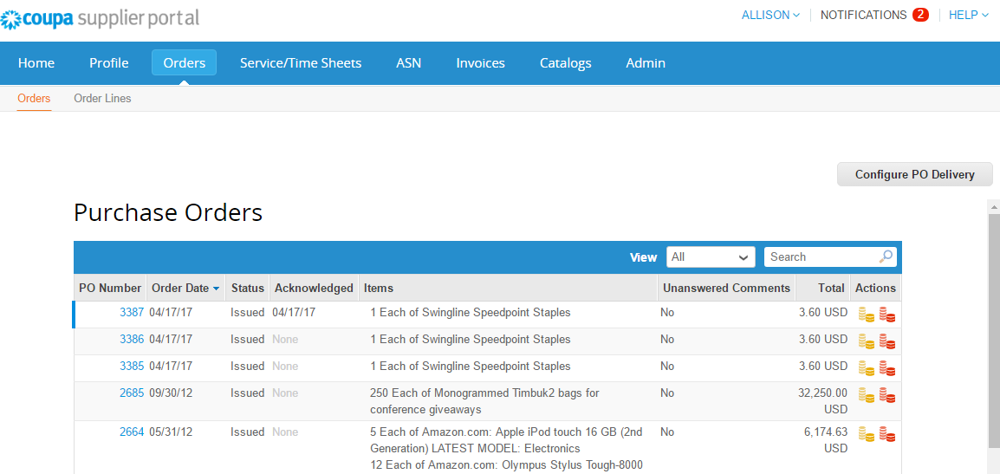 coupa supplier portal
ALLISON NOTIFICATIONS 2 HELP
Home Profile Orders Service/Time Sheets ASN Invoices Catalogs Admin
Orders Order Lines
Configure PO Delivery
Purchase Orders
View All Search
PO Number Order Date Status Acknowledged Items Unanswered Comments Total Actions
3387 04/17/17 Issued 04/17/17 1 Each of Swingline Speedpoint Staples No 3.60 USD
3386 04/17/17 Issued None 1 Each of Swingline Speedpoint Staples No 3.60 USD
3385 04/17/17 Issued None 1 Each of Swingline Speedpoint Staples No 3.60 USD
2685 09/30/12 Issued None 250 Each of Monogrammed Timbuk2 bags for No 32,250.00
conference giveaways USD
2664 05/31/12 Issued None 5 Each of Amazon.com: Apple iPod touch 16 GB (2nd No 6,174.63
Generation) LATEST MODEL: Electronics USD
12 Each of Amazon.com: Olympus Stylus Tough-8000